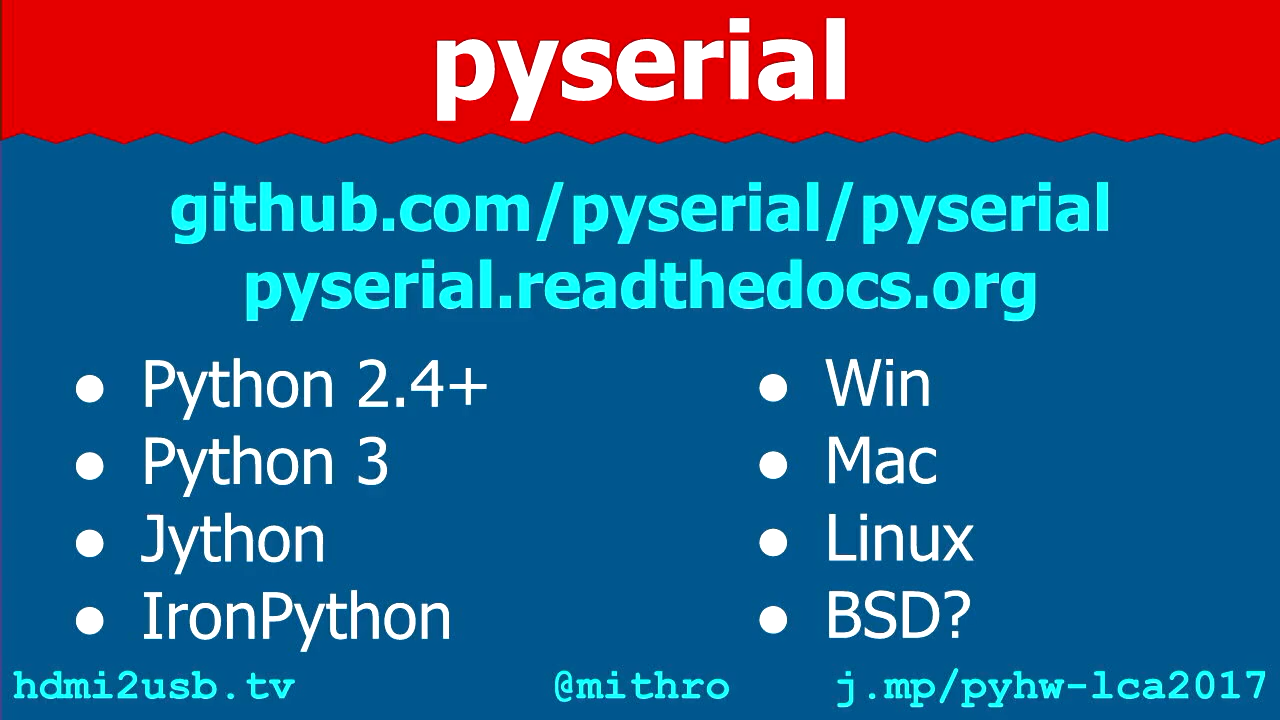 pyserial
github.com/pyserial/pyserial
pyserial.readthedocs.org
● Python 2.4+
● Python 3
● Jython
● IronPython
● Win
● Mac
● Linux
● BSD?
hdmi2usb.tv @mithro j.mp/pyhw-lca2017